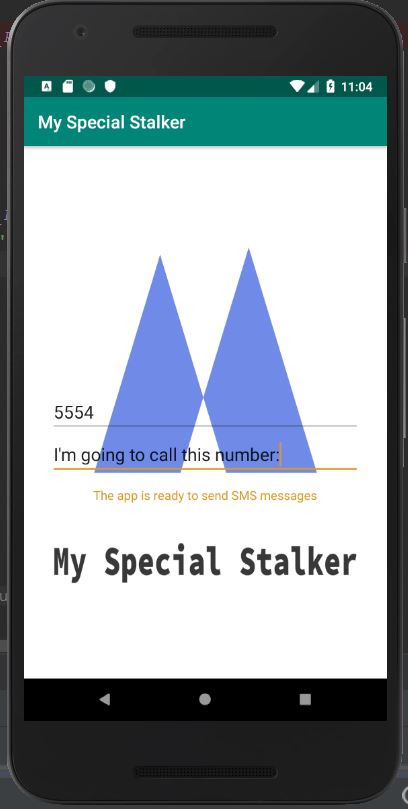 11:04
My Special Stalker
5554
I'm going to call this number:
The app is ready to send SMS messages
My Special Stalker